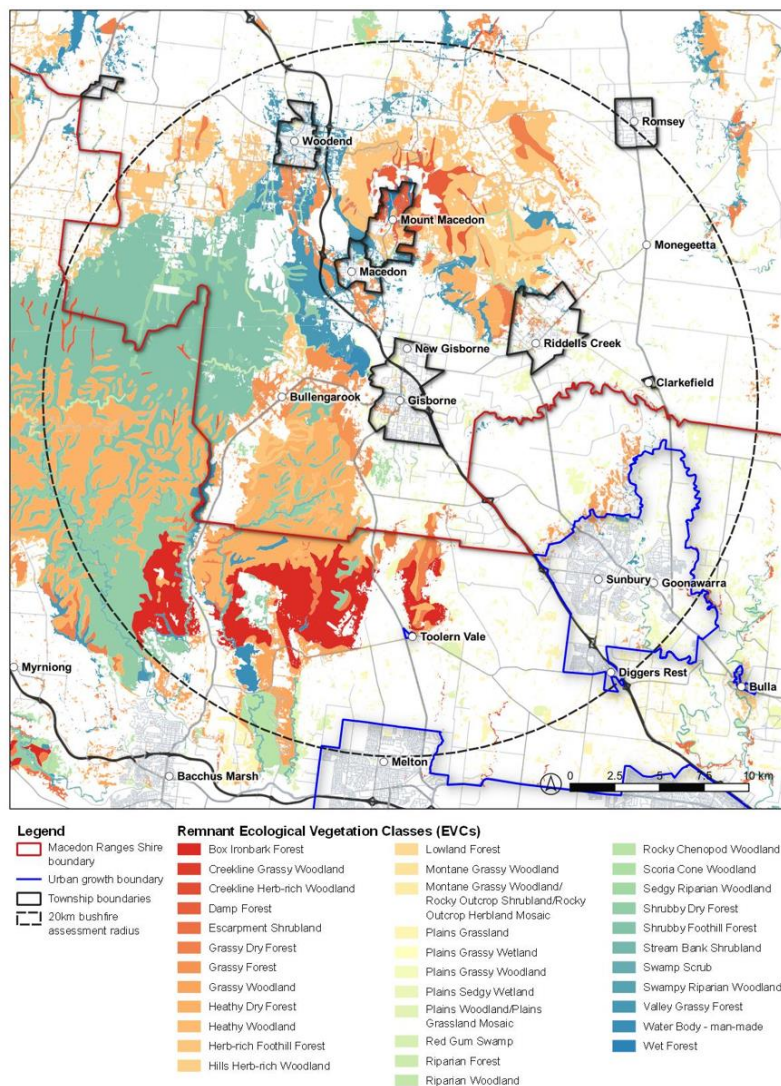 Woodend
Romsey
Mount Macedon
Monegeetta
Macedon
New Gisborne
Riddells Creek
Bullengarook
Gisborne
Clarkefield
Sunbury
Goonawarra
Toolern Vale
Myrniong
Diggers Rest
Bulla
Melton
Bacchus Marsh
0 2.5 5 7.5 10 km
Legend
Macedon Ranges Shire
boundary
Urban growth boundary
Township boundaries
20km bushfire
assessment radius
Remnant Ecological Vegetation Classes (EVCs)
Box Ironbark Forest
Creekline Grassy Woodland
Creekline Herb-rich Woodland
Damp Forest
Escarpment Shrubland
Grassy Dry Forest
Grassy Forest
Grassy Woodland
Heathy Dry Forest
Heathy Woodland
Herb-rich Foothill Forest
Hills Herb-rich Woodland
Lowland Forest
Montane Grassy Woodland
Montane Grassy Woodland/
Rocky Outcrop Shrubland/Rocky
Outcrop Herbland Mosaic
Plains Grassland
Plains Grassy Wetland
Plains Grassy Woodland
Plains Sedgy Wetland
Plains Woodland/Plains
Grassland Mosaic
Red Gum Swamp
Riparian Forest
Riparian Woodland
Rocky Chenopod Woodland
Scoria Cone Woodland
Sedgy Riparian Woodland
Shrubby Dry Forest
Shrubby Foothill Forest
Stream Bank Shrubland
Swamp Scrub
Swampy Riparian Woodland
Valley Grassy Forest
Water Body - man-made
Wet Forest